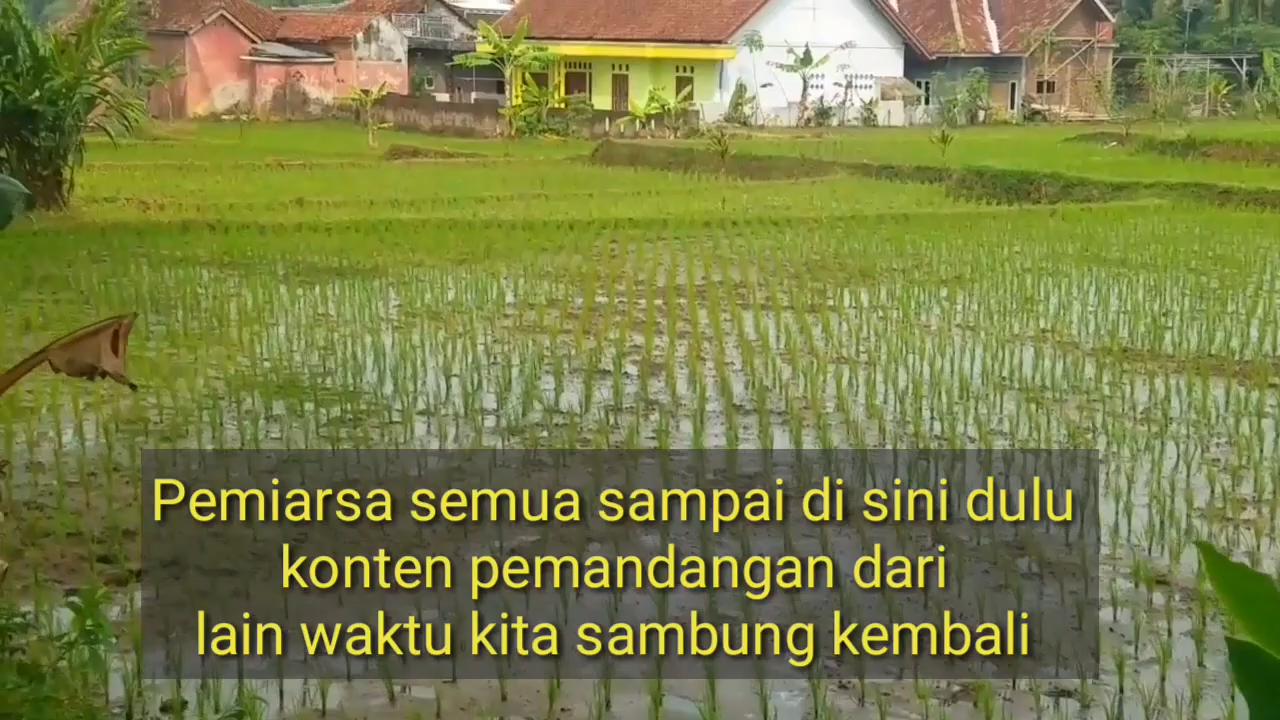 Pemiarsa semua sampai di sini dulu
konten pemandangan dari
lain waktu kita sambung kembali